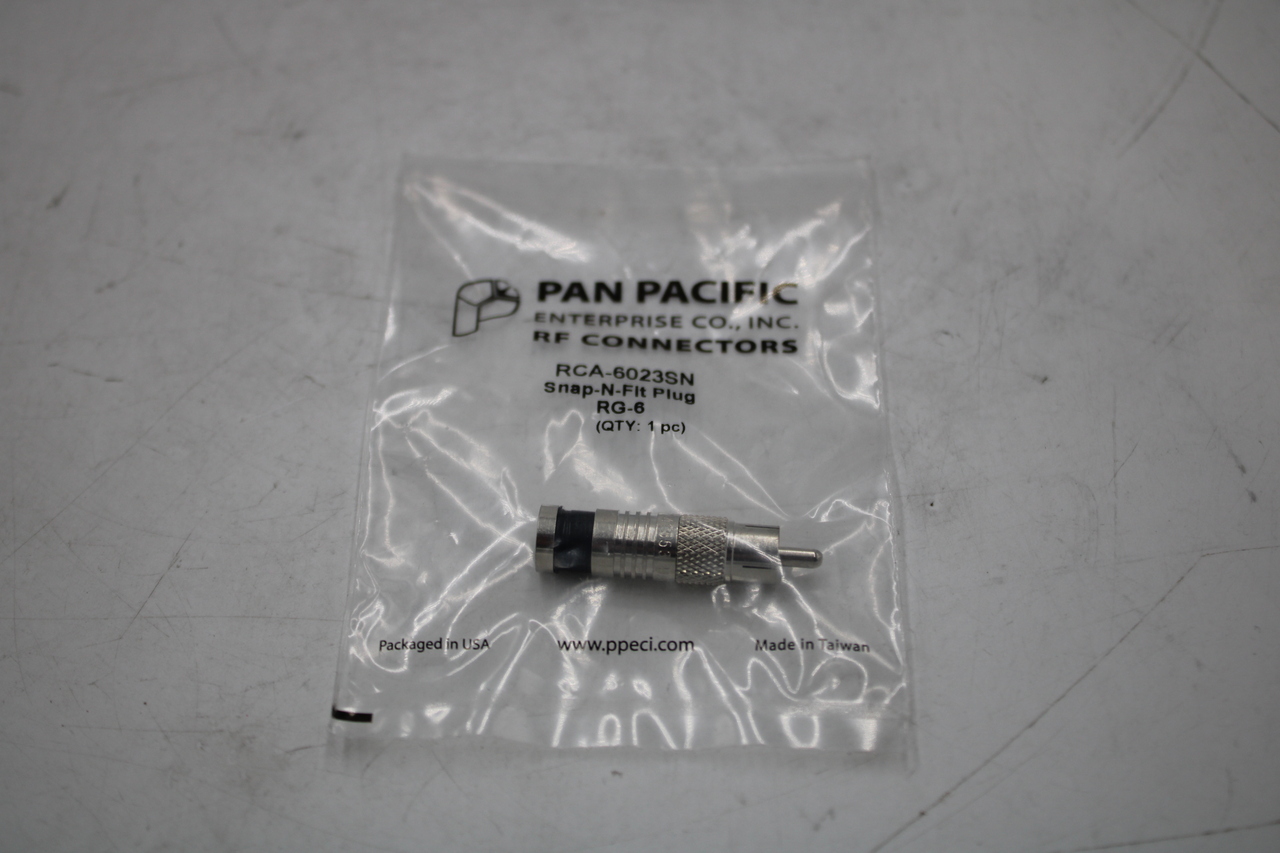 PAN PACIFIC
ENTERPRISE CO., INC.
RF CONNECTORS
RCA-6023SN
Snap-N-Fit Plug
RG-6
(QTY: 1 pc)
Packaged in USA www.ppeci.com Made in Taiwan